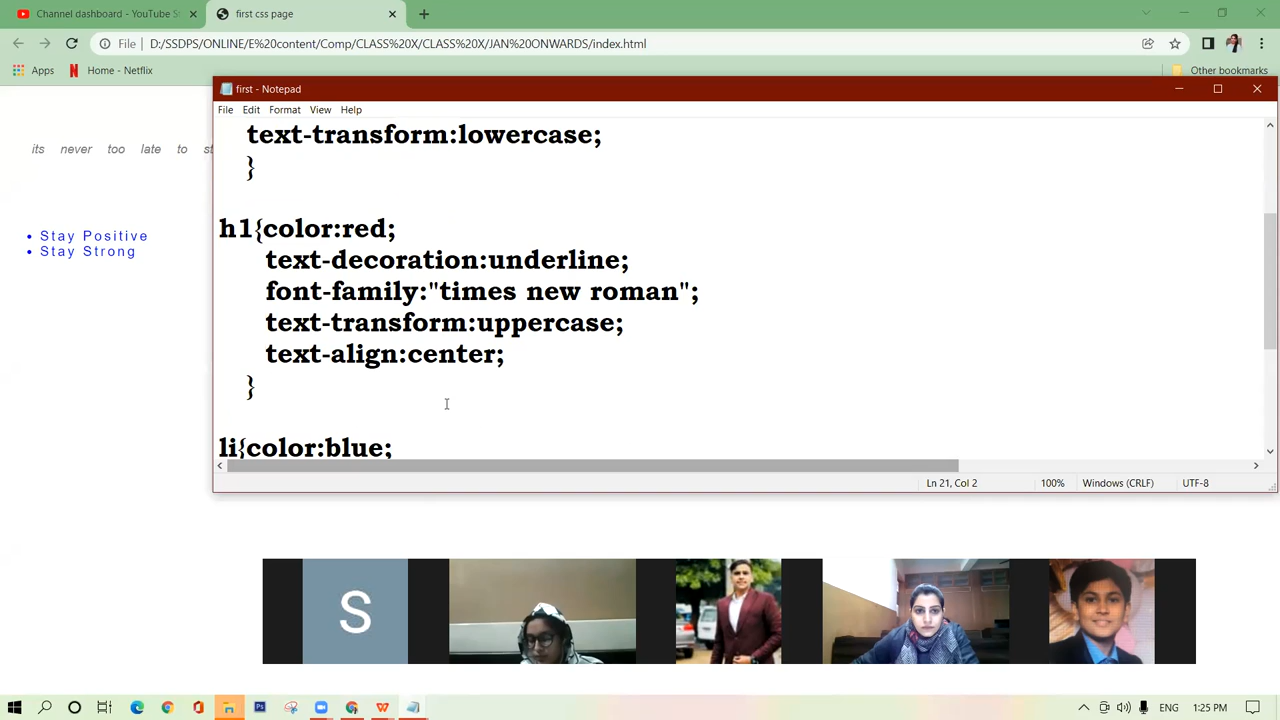 Channel dashboard - YouTube S
first css page
File
D:/SSDPS/ONLINE/E%20content/Comp/CLASS%20X/CLASS%20X/JAN%20ONWARDS/index.html
Apps
Home - Netflix
Other bookmarks
first - Notepad
File Edit Format View Help
text-transform:lowercase;
}
its never too late to st
h1{color:red;
text-decoration:underline;
font-family:"times new roman";
text-transform:uppercase;
text-align:center;
}
• Stay Positive
• Stay Strong
li{color:blue;
Ln 21, Col 2
100%
Windows (CRLF)
UTF-8
S
ENG
1:25 PM